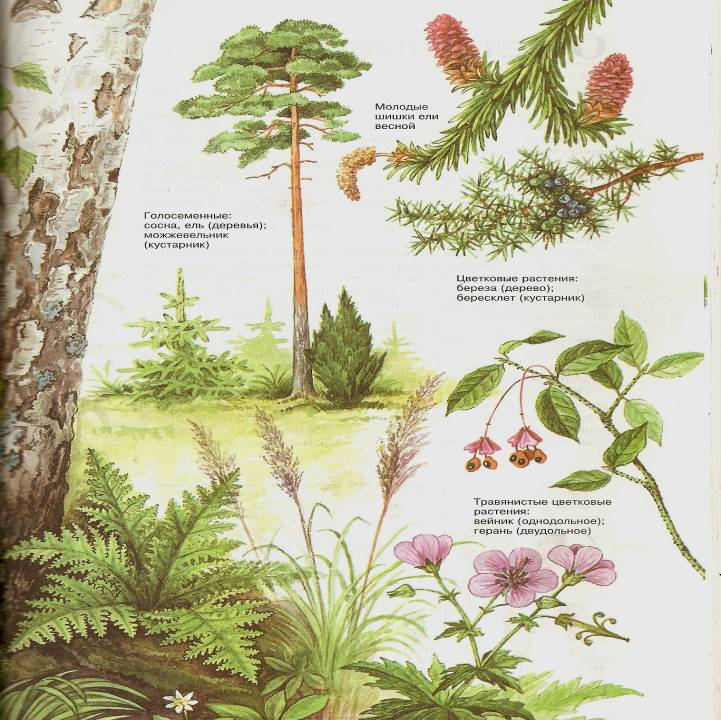 Молодые
шишки ели
весной
Голосеменные:
сосна, ель (деревья);
можжевельник
(кустарник)
Цветковые растения:
береза (дерево);
бересклет (кустарник)
Травянистые цветковые
растения:
вейник (однодольное);
герань (двудольное)